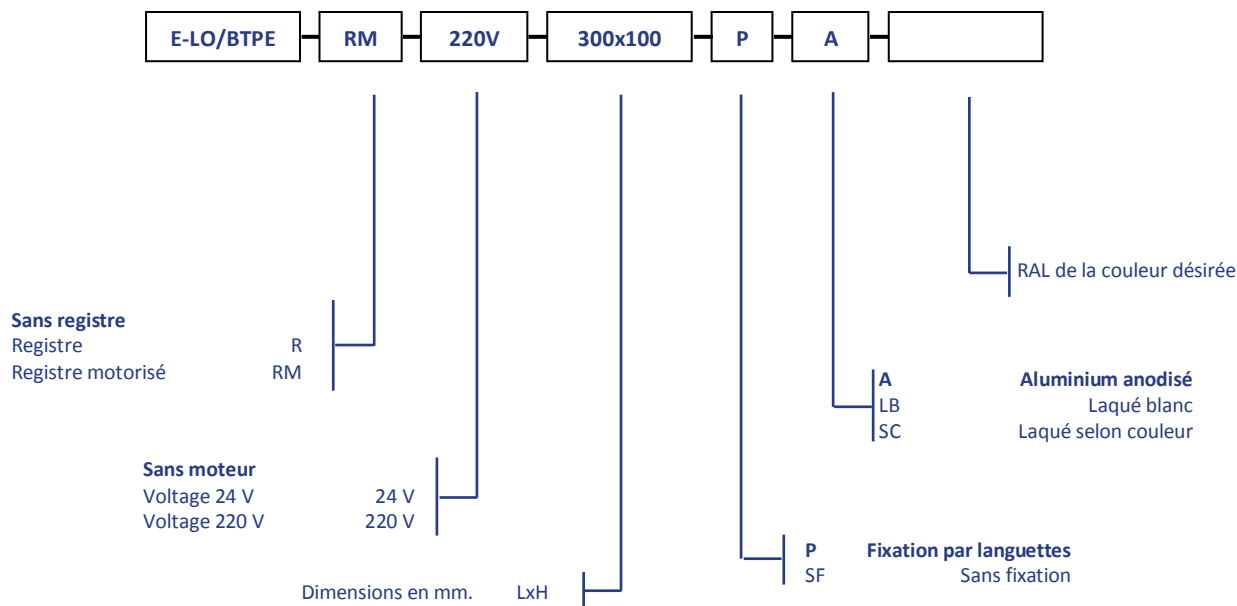 E-LO/BTPE RM 220V 300x100 P A
RAL de la couleur désirée
Sans registre
Registre R
Registre motorisé RM
A Aluminium anodisé
LB Laqué blanc
SC Laqué selon couleur
Sans moteur
Voltage 24 V 24 V
Voltage 220 V 220 V
P Fixation par languettes
SF Sans fixation
Dimensions en mm. LxH